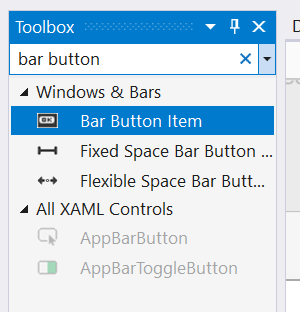 Toolbox
D
bar button
Windows & Bars
Bar Button Item
Fixed Space Bar Button ...
Flexible Space Bar Butt...
All XAML Controls
AppBarButton
AppBarToggleButton